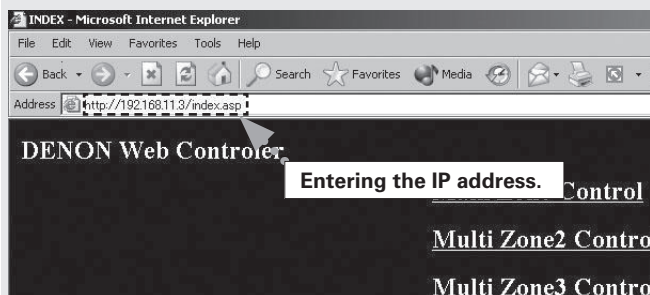 INDEX - Microsoft Internet Explorer
File Edit View Favorites Tools Help
Back Search Favorites Media
Address http://192.168.11.3/index.asp
DENON Web Controler
Entering the IP address.
Control
Multi Zone2 Contro
Multi Zone3 Contro